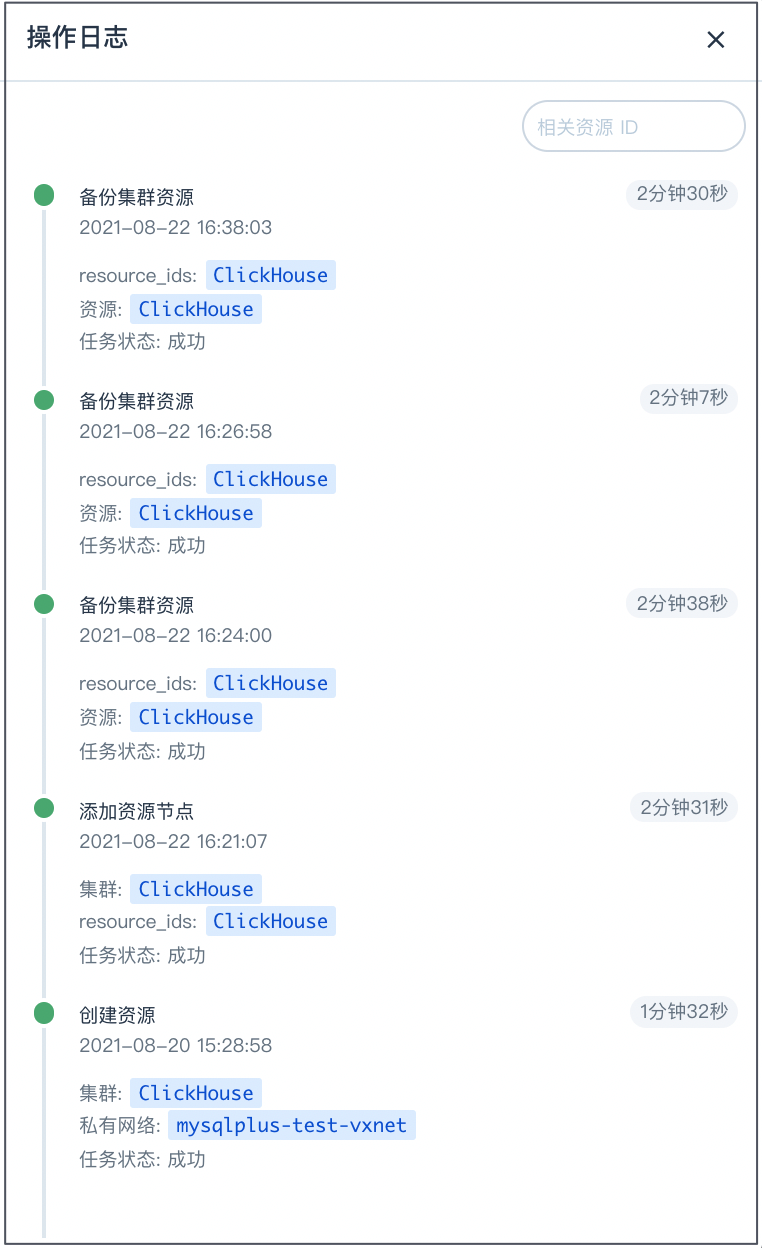 操作日志
相关资源 ID
备份集群资源 2分钟30秒
2021-08-22 16:38:03
resource_ids: ClickHouse
资源: ClickHouse
任务状态: 成功
备份集群资源 2分钟7秒
2021-08-22 16:26:58
resource_ids: ClickHouse
资源: ClickHouse
任务状态: 成功
备份集群资源 2分钟38秒
2021-08-22 16:24:00
resource_ids: ClickHouse
资源: ClickHouse
任务状态: 成功
添加资源节点 2分钟31秒
2021-08-22 16:21:07
集群: ClickHouse
resource_ids: ClickHouse
任务状态: 成功
创建资源 1分钟32秒
2021-08-20 15:28:58
集群: ClickHouse
私有网络: mysqlplus-test-vxnet
任务状态: 成功